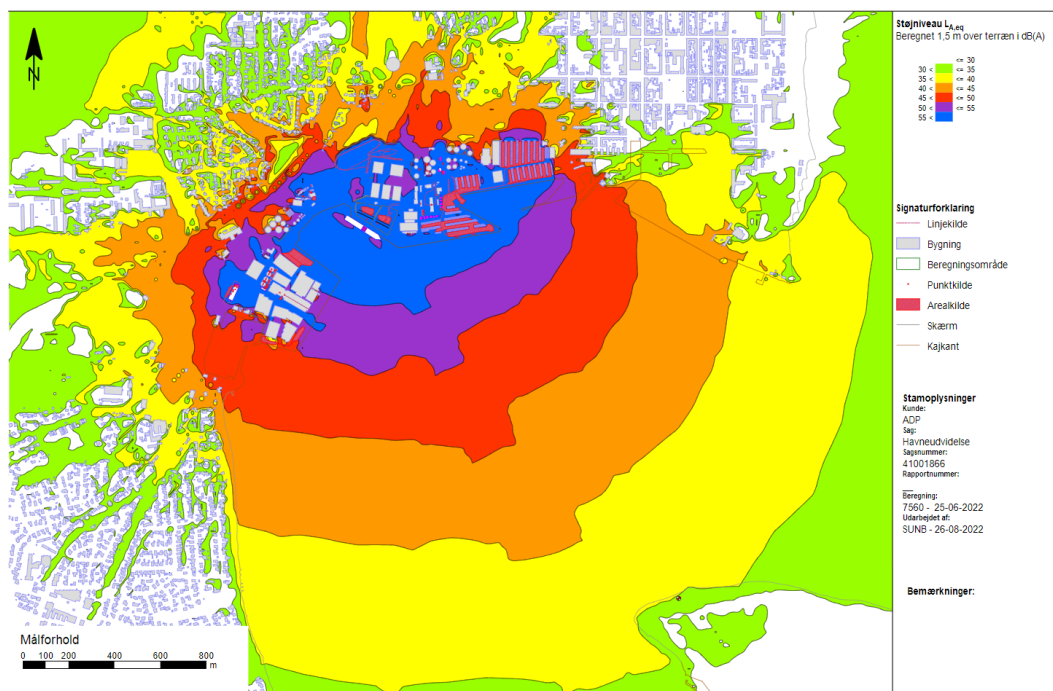 N
Støjniveau L A,eq
Beregnet 1,5 m over terræn i dB(A)
<= 30
30 < <= 35
35 < <= 40
40 < <= 45
45 < <= 50
50 < <= 55
55 <
Signaturforklaring
Linjekilde
Bygning
Beregningsområde
Punktkilde
Arealkilde
Skærm
Kajkant
Stamoplysninger
Kunde:
ADP
Sag:
Havneudvidelse
Sagsnummer:
41001866
Rapportnummer:
Beregning:
7560 - 25-06-2022
Udarbejdet af:
SUNB - 26-08-2022
Bemærkninger:
Målforhold
0 100 200 400 600 800
m